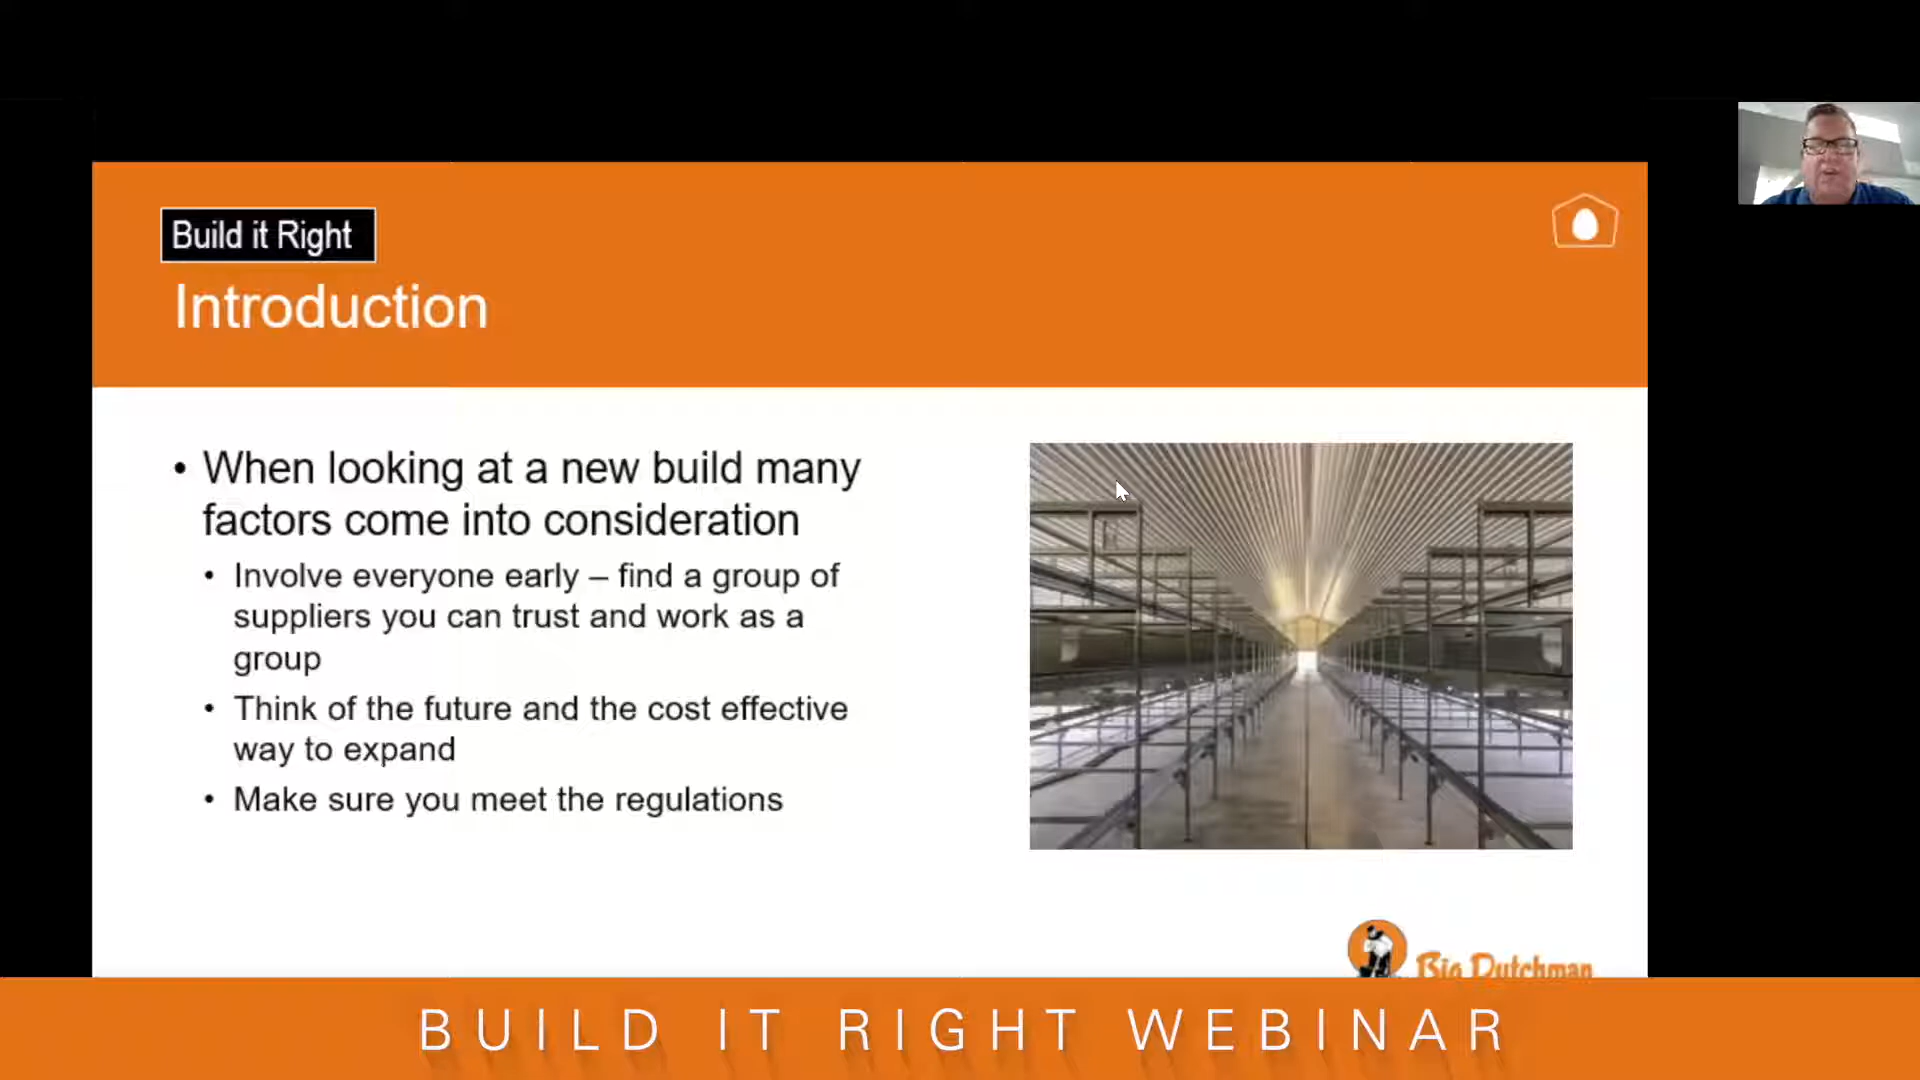 Build it Right
Introduction
• When looking at a new build many
factors come into consideration
• Involve everyone early – find a group of
suppliers you can trust and work as a
group
• Think of the future and the cost effective
way to expand
• Make sure you meet the regulations
Big Dutchman
BUILD IT RIGHT WEBINAR